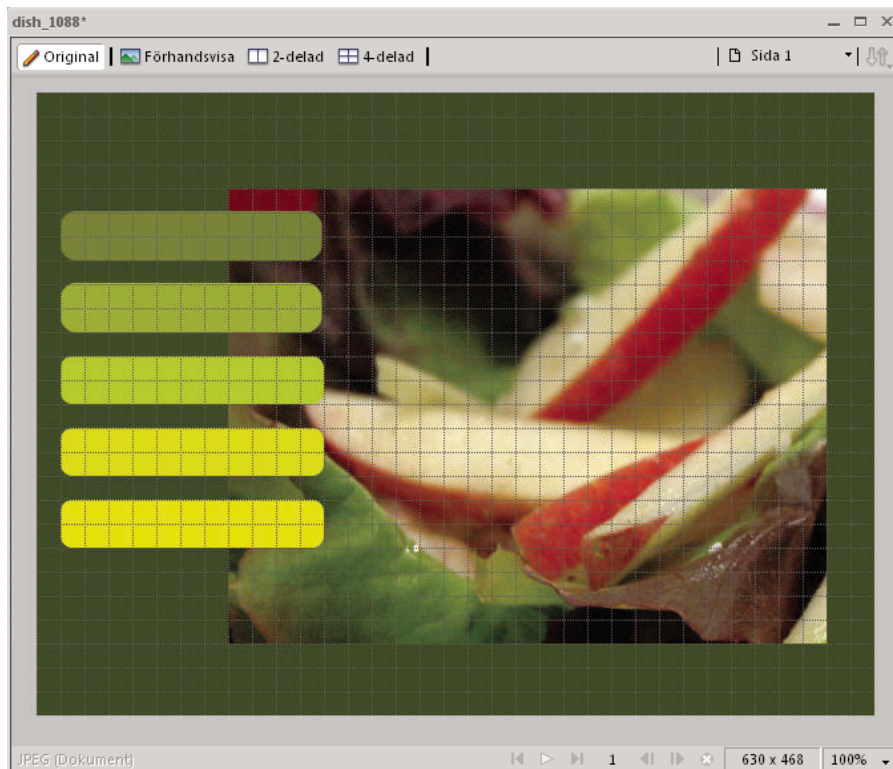 dish_1088*
Original Förhandsvisa 2-delad 4-delad Sida 1
JPEG (Dokument) 1 630 x 468 100%